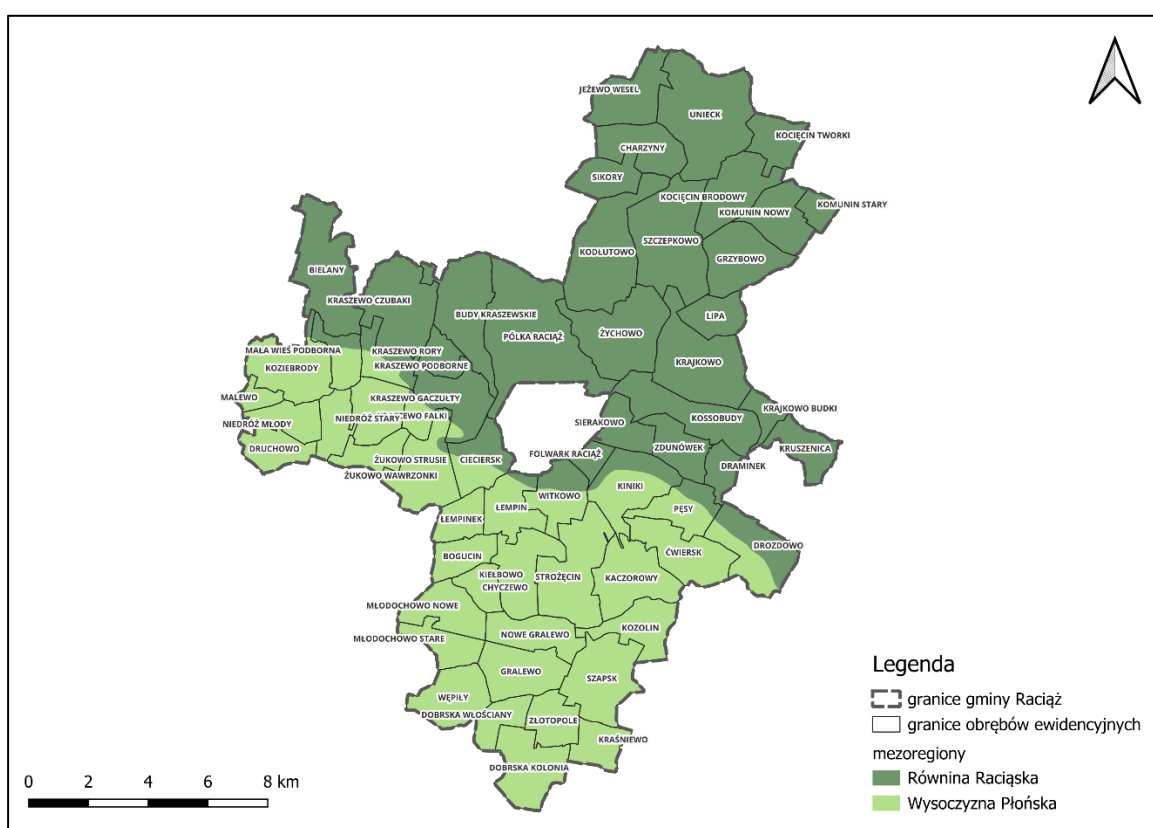 JEŻEWO WESEL
UNIECK
KOCIĘCIN TWORKI
CHARZYNY
SIKORY
KOCIĘCIN BRODOWY
KOMUNIN STARY
KOMUNIN NOWY
SZCZEPKOWO
KODŁUTOWO
GRZYBOWO
BIELANY
KRASZEWO CZUBAKI
BUDY KRASZEWSKIE
LIPA
ŻYCHOWO
PÓLKA RACIĄŻ
MAŁA WIEŚ PODBORNA
KRASZEWO RORY
KRAJKOWO
KOZIEBRODY
KRASZEWO PODBORNE
MALEWO
KRASZEWO GACZUŁTY
KRAJKOWO BUDKI
NIEDRÓŻ STARY
FALKI
KOSSOBUDY
NIEDRÓŻ MŁODY
SIERAKOWO
KRUSZENICA
DRUCHOWO
ZDUNÓWEK
ŻUKOWO STRUSIE
CIECIERSK
FOLWARK RACIĄŻ
DRAMINEK
ŻUKOWO WAWRZONKI
KINIKI
WITKOWO
ŁEMPIN
PĘSY
ŁEMPINEK
DROZDOWO
ĆWIERSK
BOGUCIN
KIEŁBOWO
STROŻĘCIN
KACZOROWY
CHYCZEWO
MŁODOCHOWO NOWE
KOZOLIN
NOWE GRALEWO
MŁODOCHOWO STARE
GRALEWO
SZAPSK
WĘPIŁY
DOBRSKA WŁOŚCIANY
ZŁOTOPOLE
KRAŚNIEWO
DOBRSKA KOLONIA
Legenda
granice gminy Raciąż
granice obrębów ewidencyjnych
mezoregiony
Równina Raciąska
Wysoczyzna Płońska
0 2 4 6 8 km